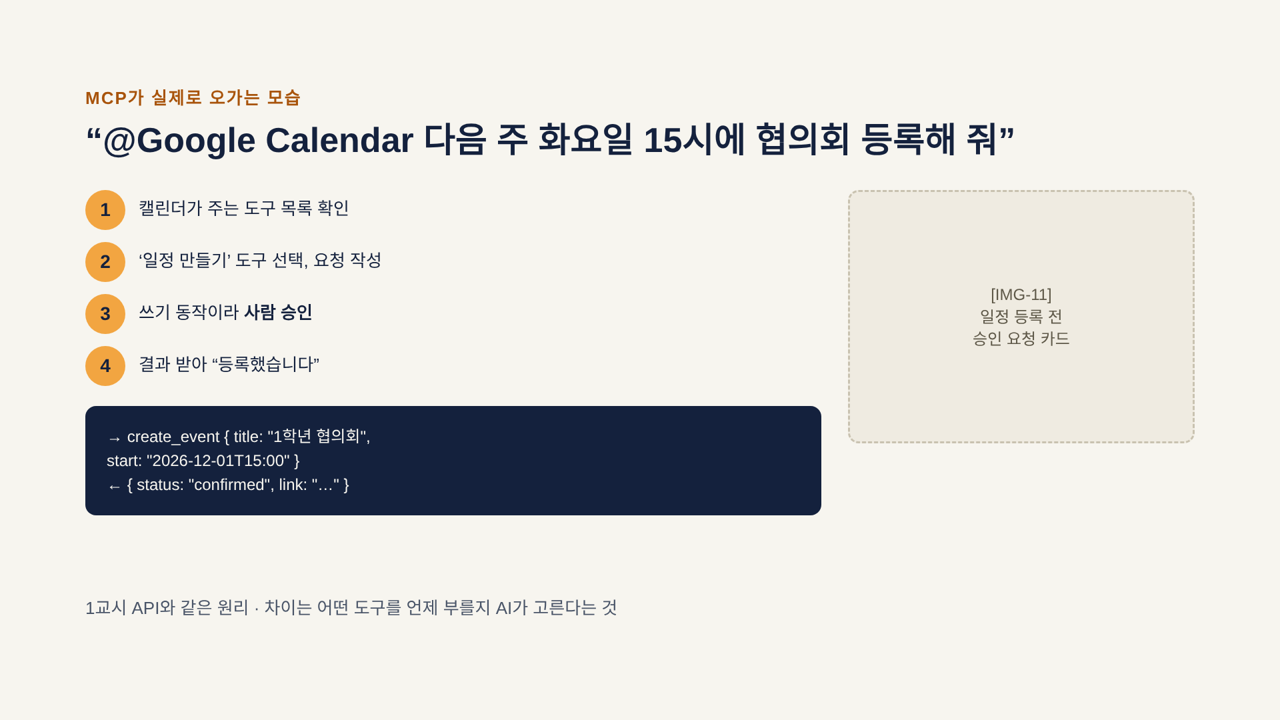 MCP가 실제로 오가는 모습
“@Google Calendar 다음 주 화요일 15시에 협의회 등록해 줘”
1 캘린더가 주는 도구 목록 확인
2 ‘일정 만들기’ 도구 선택, 요청 작성
3 쓰기 동작이라 사람 승인
4 결과 받아 “등록했습니다”
→ create_event { title: "1학년 협의회",
start: "2026-12-01T15:00" }
← { status: "confirmed", link: "…" }
[IMG-11]
일정 등록 전
승인 요청 카드
1교시 API와 같은 원리 · 차이는 어떤 도구를 언제 부를지 AI가 고른다는 것